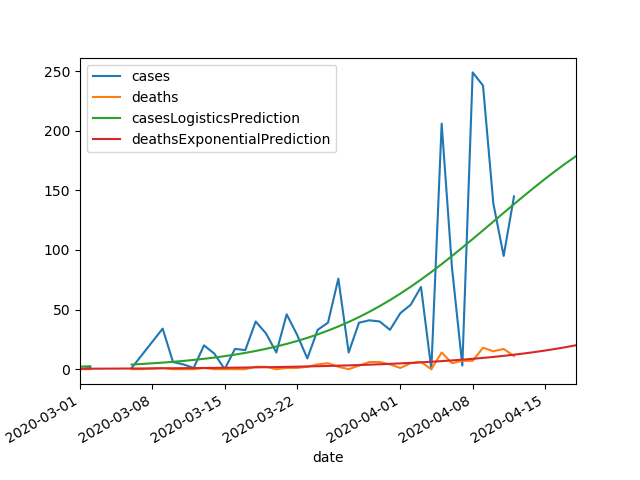 250
200
150
100
50
0
cases
deaths
casesLogisticsPrediction
deathsExponentialPrediction
2020-03-01
2020-03-08
2020-03-15
2020-03-22
2020-04-01
2020-04-08
2020-04-15
date